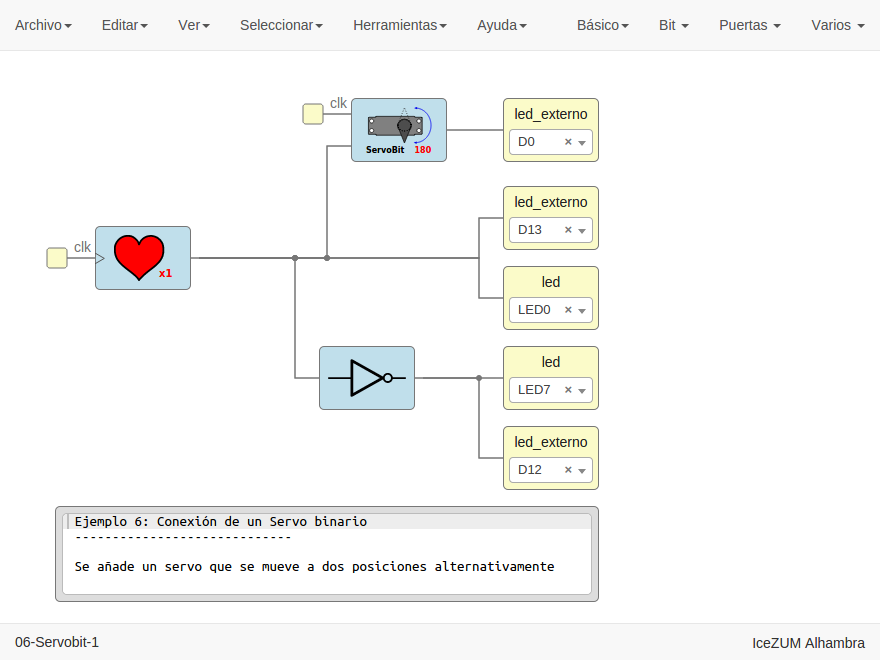 Archivo Editar Ver Seleccionar Herramientas Ayuda Básico Bit Puertas Varios
clk
ServoBit 180
led_externo
D0 ×
led_externo
D13 ×
clk
x1
led
LED0 ×
led
LED7 ×
led_externo
D12 ×
Ejemplo 6: Conexión de un Servo binario
-----------------------------
Se añade un servo que se mueve a dos posiciones alternativamente
06-Servobit-1 IceZUM Alhambra